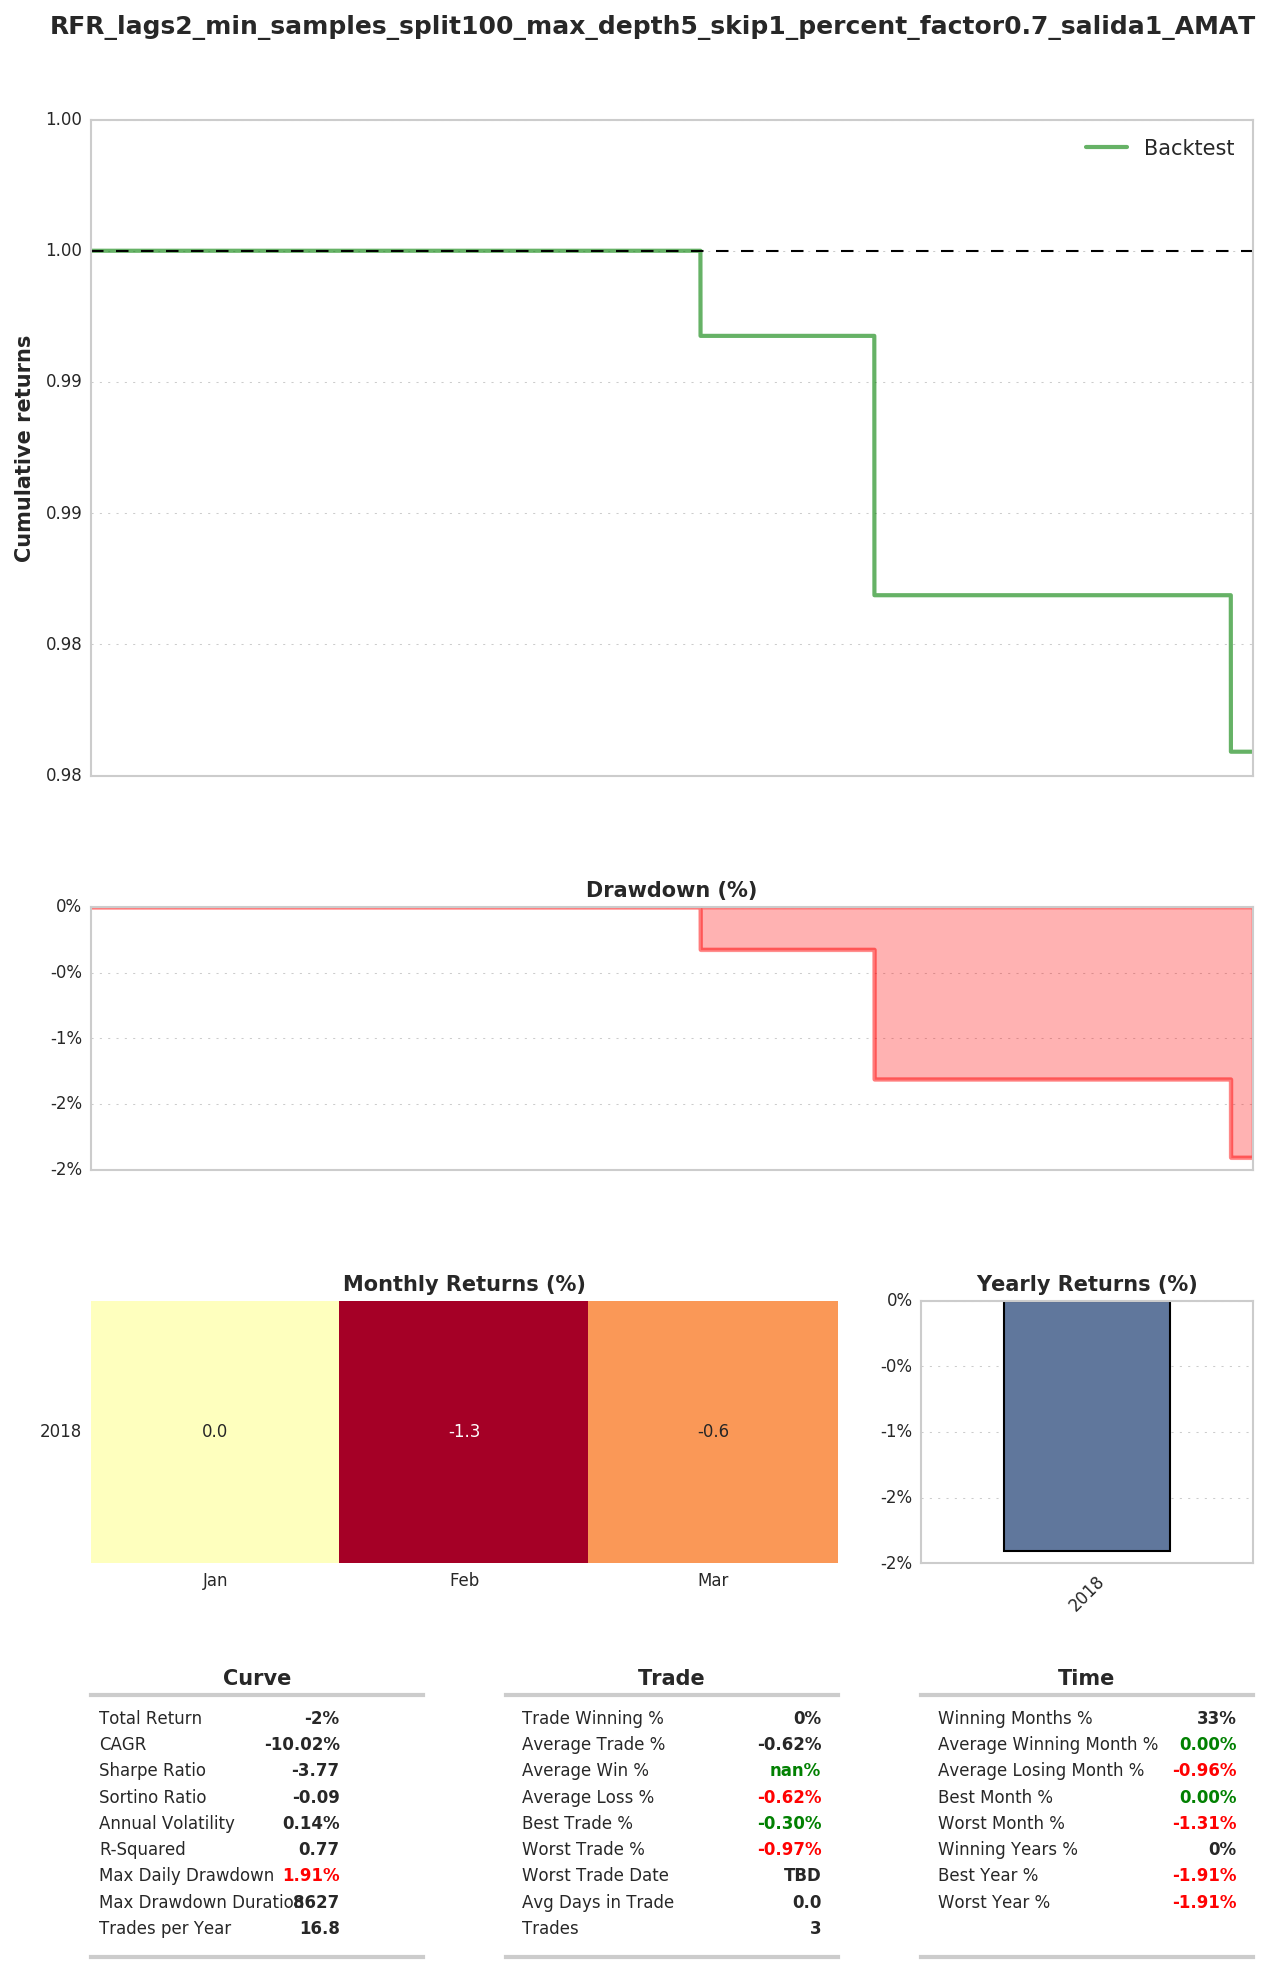 RFR_lags2_min_samples_split100_max_depth5_skip1_percent_factor0.7_salida1_AMAT
1.00
Backtest
1.00
0.99
0.99
0.98
0.98
Cumulative returns
Drawdown (%)
0%
-0%
-1%
-2%
-2%
Monthly Returns (%)
2018
0.0 -1.3 -0.6
Jan Feb Mar
Yearly Returns (%)
0%
-0%
-1%
-2%
-2%
2018
Curve
Total Return -2%
CAGR -10.02%
Sharpe Ratio -3.77
Sortino Ratio -0.09
Annual Volatility 0.14%
R-Squared 0.77
Max Daily Drawdown 1.91%
Max Drawdown Duration 8627
Trades per Year 16.8
Trade
Trade Winning % 0%
Average Trade % -0.62%
Average Win % nan%
Average Loss % -0.62%
Best Trade % -0.30%
Worst Trade % -0.97%
Worst Trade Date TBD
Avg Days in Trade 0.0
Trades 3
Time
Winning Months % 33%
Average Winning Month % 0.00%
Average Losing Month % -0.96%
Best Month % 0.00%
Worst Month % -1.31%
Winning Years % 0%
Best Year % -1.91%
Worst Year % -1.91%